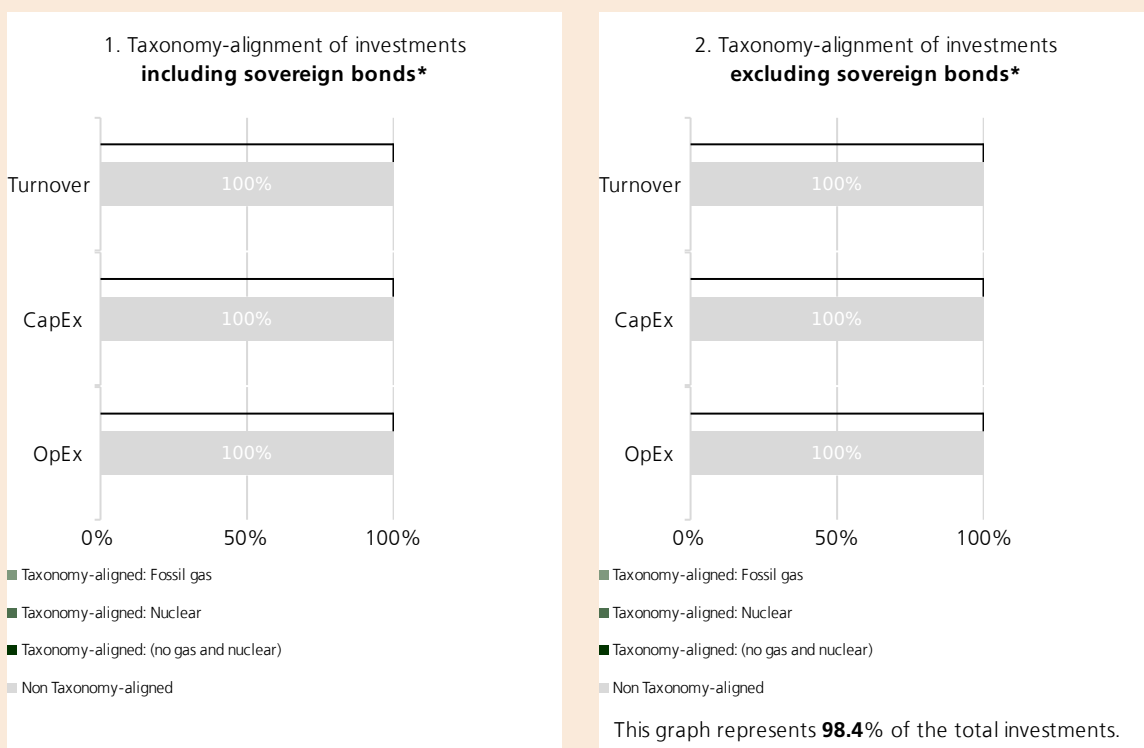 1. Taxonomy-alignment of investments
including sovereign bonds*
Turnover
100%
CapEx
100%
OpEx
100%
0% 50% 100%
Taxonomy-aligned: Fossil gas
Taxonomy-aligned: Nuclear
Taxonomy-aligned: (no gas and nuclear)
Non Taxonomy-aligned
2. Taxonomy-alignment of investments
excluding sovereign bonds*
Turnover
100%
CapEx
100%
OpEx
100%
0% 50% 100%
Taxonomy-aligned: Fossil gas
Taxonomy-aligned: Nuclear
Taxonomy-aligned: (no gas and nuclear)
Non Taxonomy-aligned
This graph represents 98.4% of the total investments.